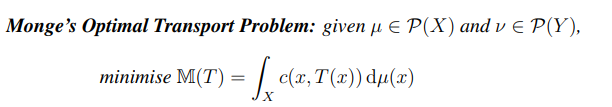 Monge's Optimal Transport Problem: given μ ∈ 𝒫(X) and ν ∈ 𝒫(Y),
minimise 𝕄(T) = ∫_X c(x, T(x)) dμ(x)